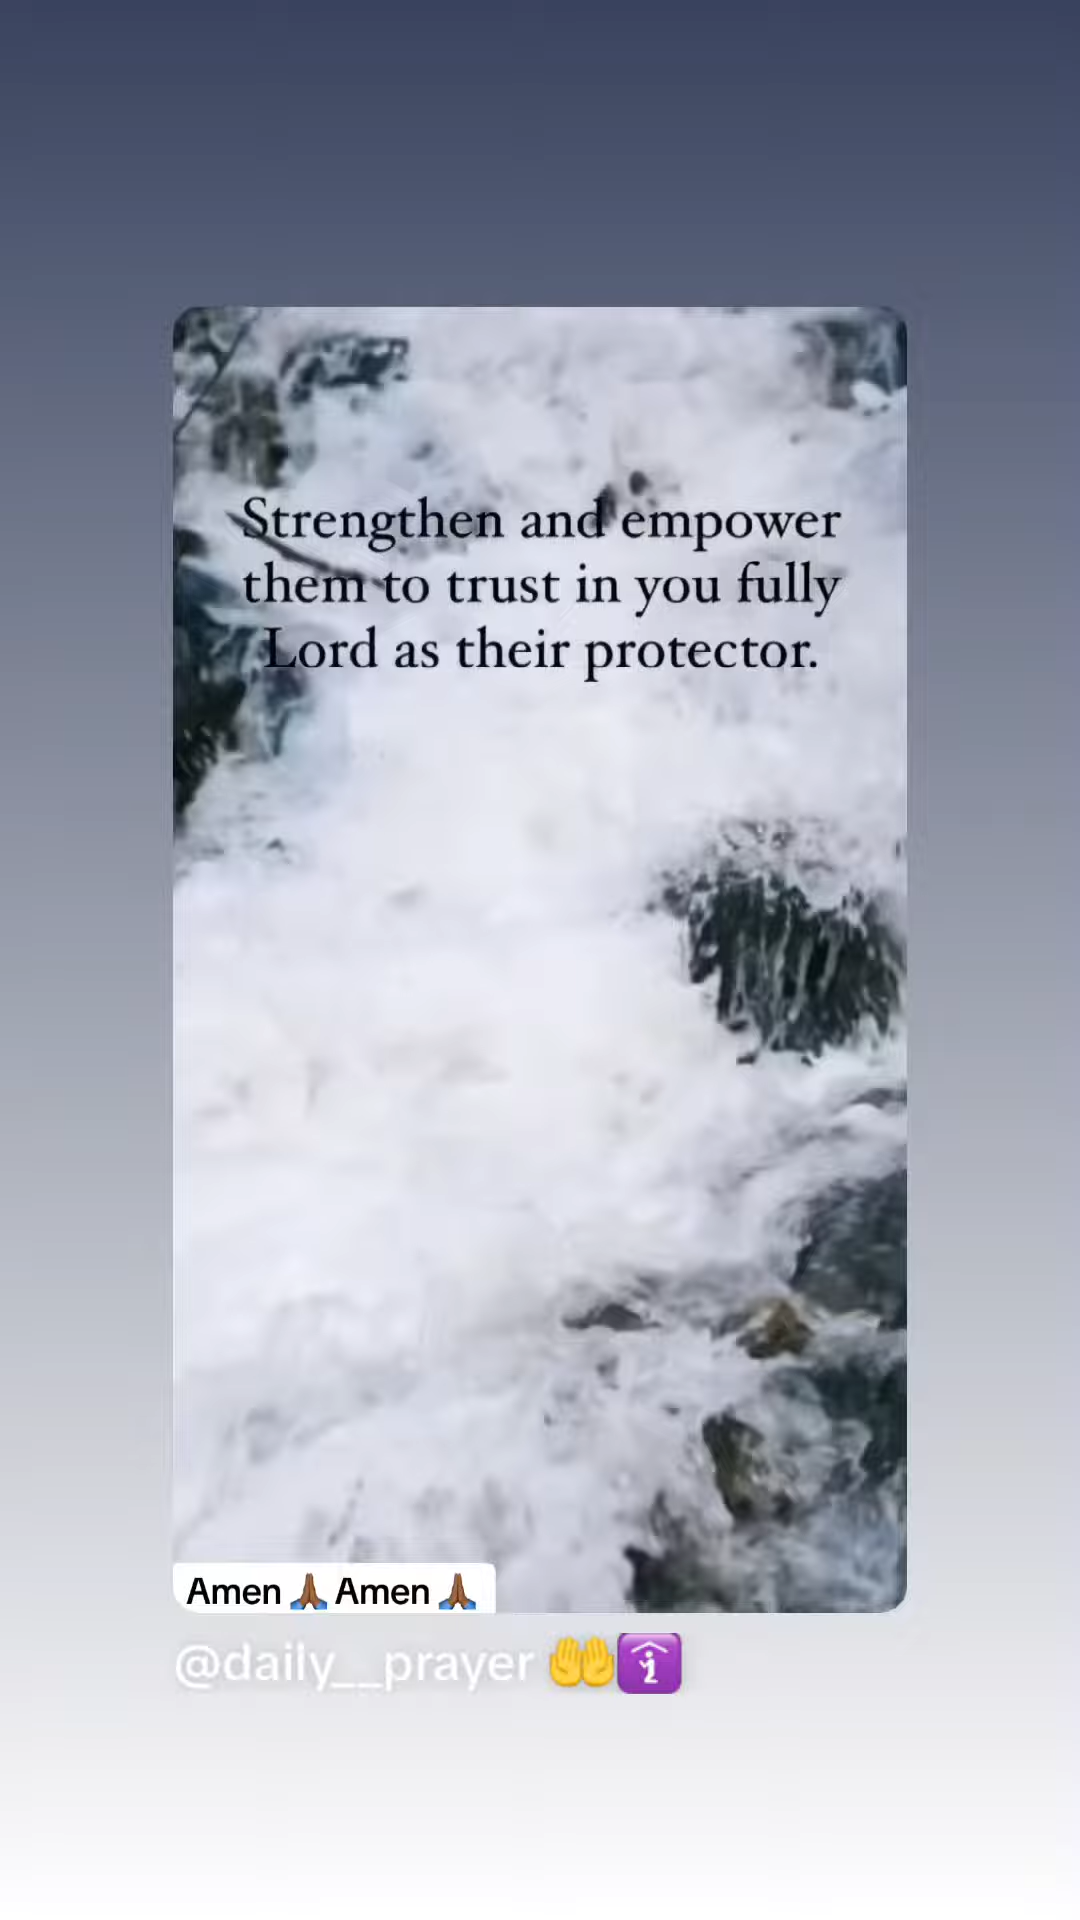 Strengthen and empower
them to trust in you fully
Lord as their protector.
Amen 🙏🏾 Amen 🙏🏾
@daily__prayer 🤲🛐